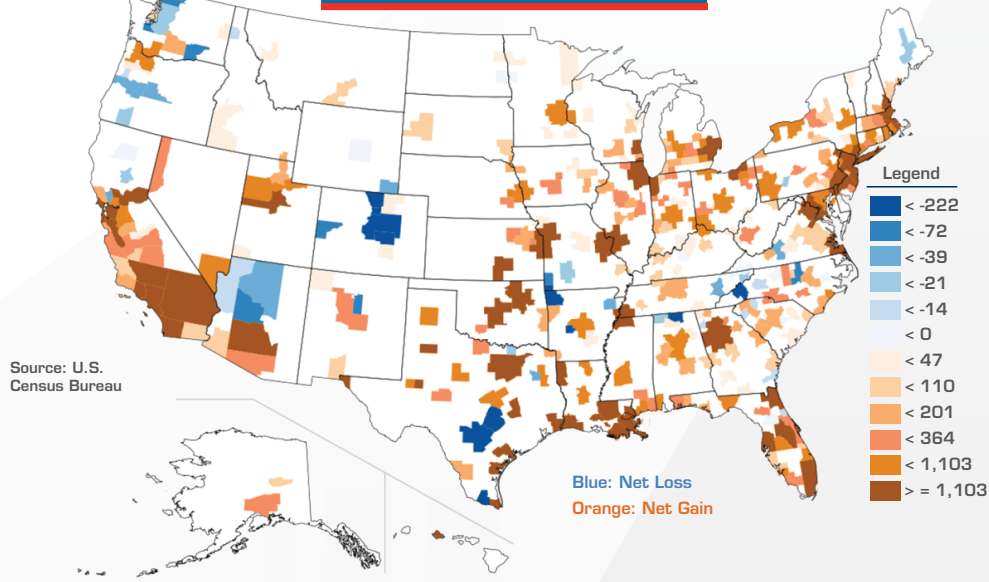 Legend
< -222
< -72
< -39
< -21
< -14
< 0
< 47
< 110
< 201
< 364
< 1,103
> = 1,103
Source: U.S.
Census Bureau
Blue: Net Loss
Orange: Net Gain